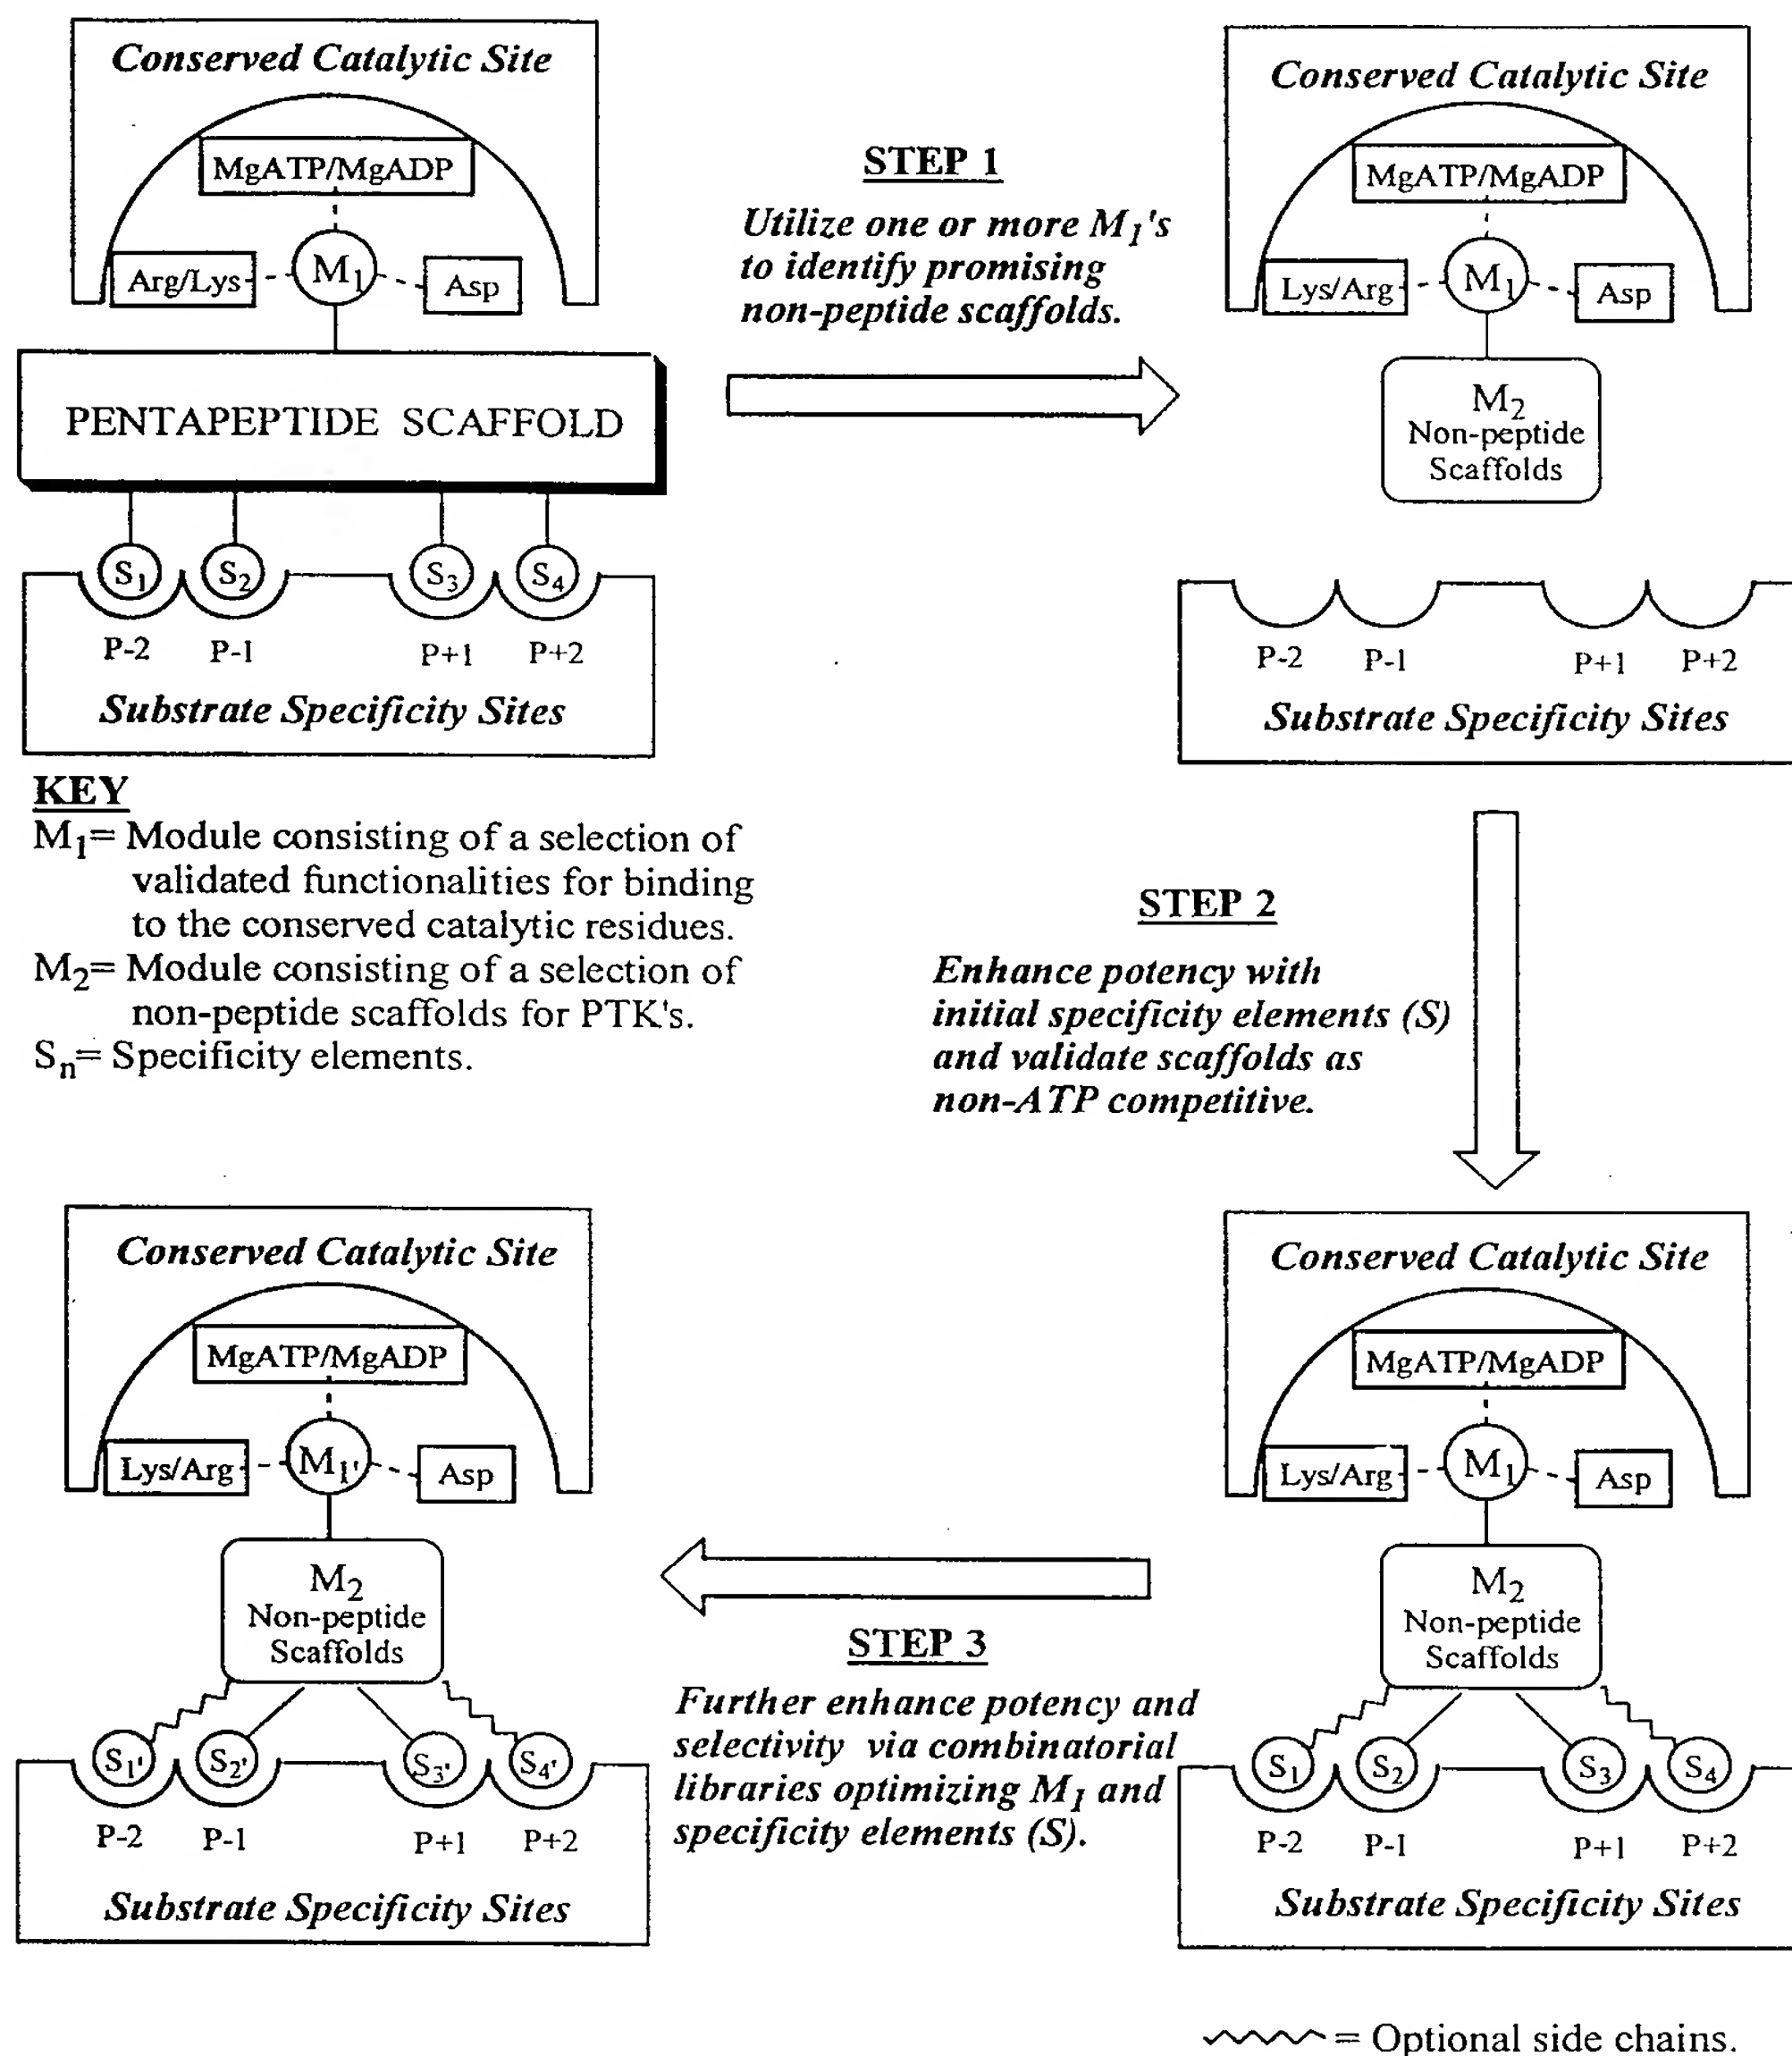 Conserved Catalytic Site
MgATP/MgADP
Arg/Lys
M1
Asp
PENTAPEPTIDE SCAFFOLD
S1
S2
S3
S4
P-2
P-1
P+1
P+2
Substrate Specificity Sites
STEP 1
Utilize one or more M1's
to identify promising
non-peptide scaffolds.
Conserved Catalytic Site
MgATP/MgADP
Lys/Arg
M1
Asp
M2
Non-peptide
Scaffolds
P-2
P-1
P+1
P+2
Substrate Specificity Sites
KEY
M1= Module consisting of a selection of
validated functionalities for binding
to the conserved catalytic residues.
M2= Module consisting of a selection of
non-peptide scaffolds for PTK's.
Sn= Specificity elements.
STEP 2
Enhance potency with
initial specificity elements (S)
and validate scaffolds as
non-ATP competitive.
Conserved Catalytic Site
MgATP/MgADP
Lys/Arg
M1
Asp
M2
Non-peptide
Scaffolds
S1
S2
S3
S4
P-2
P-1
P+1
P+2
Substrate Specificity Sites
STEP 3
Further enhance potency and
selectivity via combinatorial
libraries optimizing M1 and
specificity elements (S).
Conserved Catalytic Site
MgATP/MgADP
Lys/Arg
M1'
Asp
M2
Non-peptide
Scaffolds
S1'
S2'
S3'
S4'
P-2
P-1
P+1
P+2
Substrate Specificity Sites
= Optional side chains.